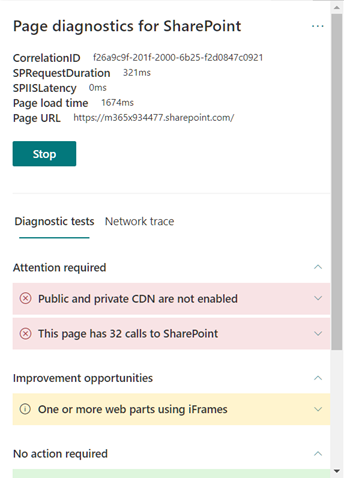 Page diagnostics for SharePoint
CorrelationID f26a9c9f-201f-2000-6b25-f2d0847c0921
SPRequestDuration 321ms
SPIISLatency 0ms
Page load time 1674ms
Page URL https://m365x934477.sharepoint.com/
Stop
Diagnostic tests Network trace
Attention required
Public and private CDN are not enabled
This page has 32 calls to SharePoint
Improvement opportunities
One or more web parts using iFrames
No action required